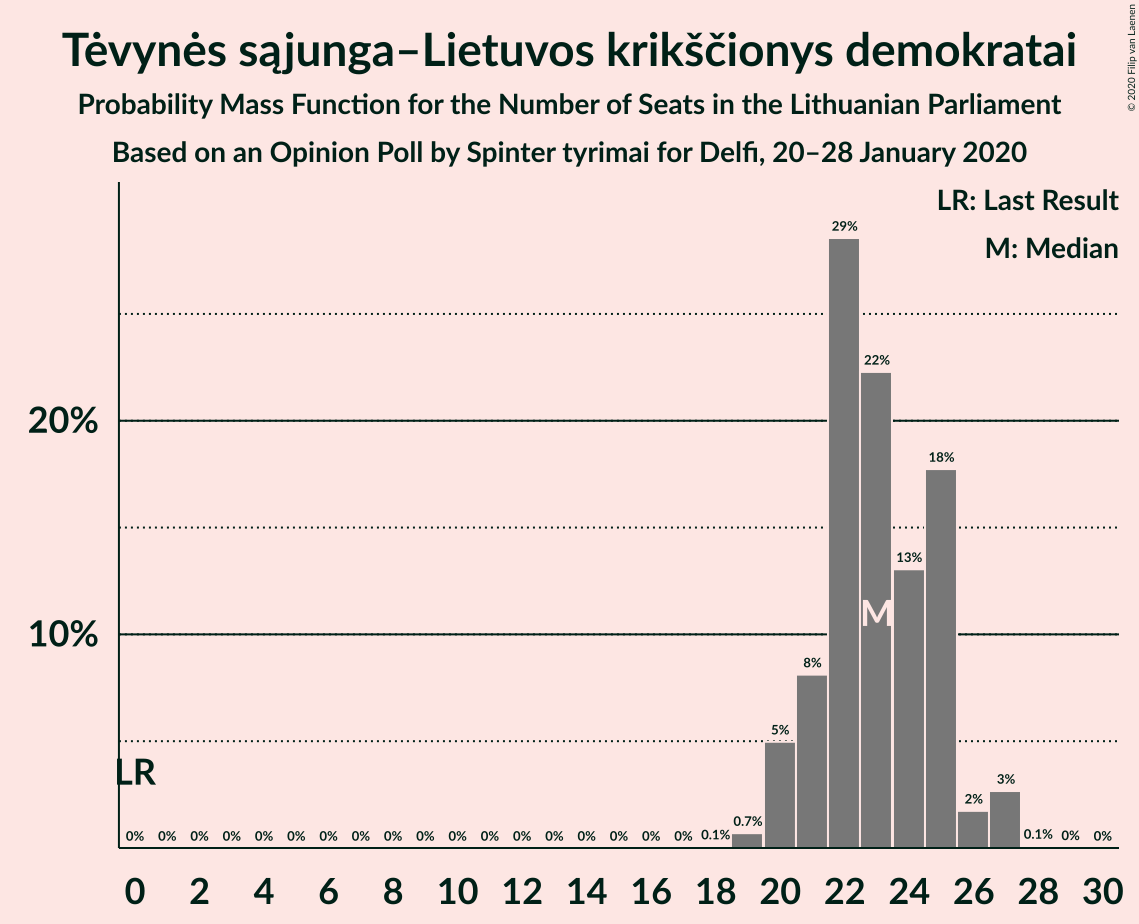 Tėvynės sąjunga–Lietuvos krikščionys demokratai
Probability Mass Function for the Number of Seats in the Lithuanian Parliament
Based on an Opinion Poll by Spinter tyrimai for Delfi, 20–28 January 2020
© 2020 Filip van Laenen
LR: Last Result
M: Median
29%
22%
20%
18%
13%
M
10%
8%
5%
LR
3%
2%
0% 0% 0% 0% 0% 0% 0% 0% 0% 0% 0% 0% 0% 0% 0% 0% 0% 0% 0.1% 0.7% 0.1% 0% 0%
0 2 4 6 8 10 12 14 16 18 20 22 24 26 28 30